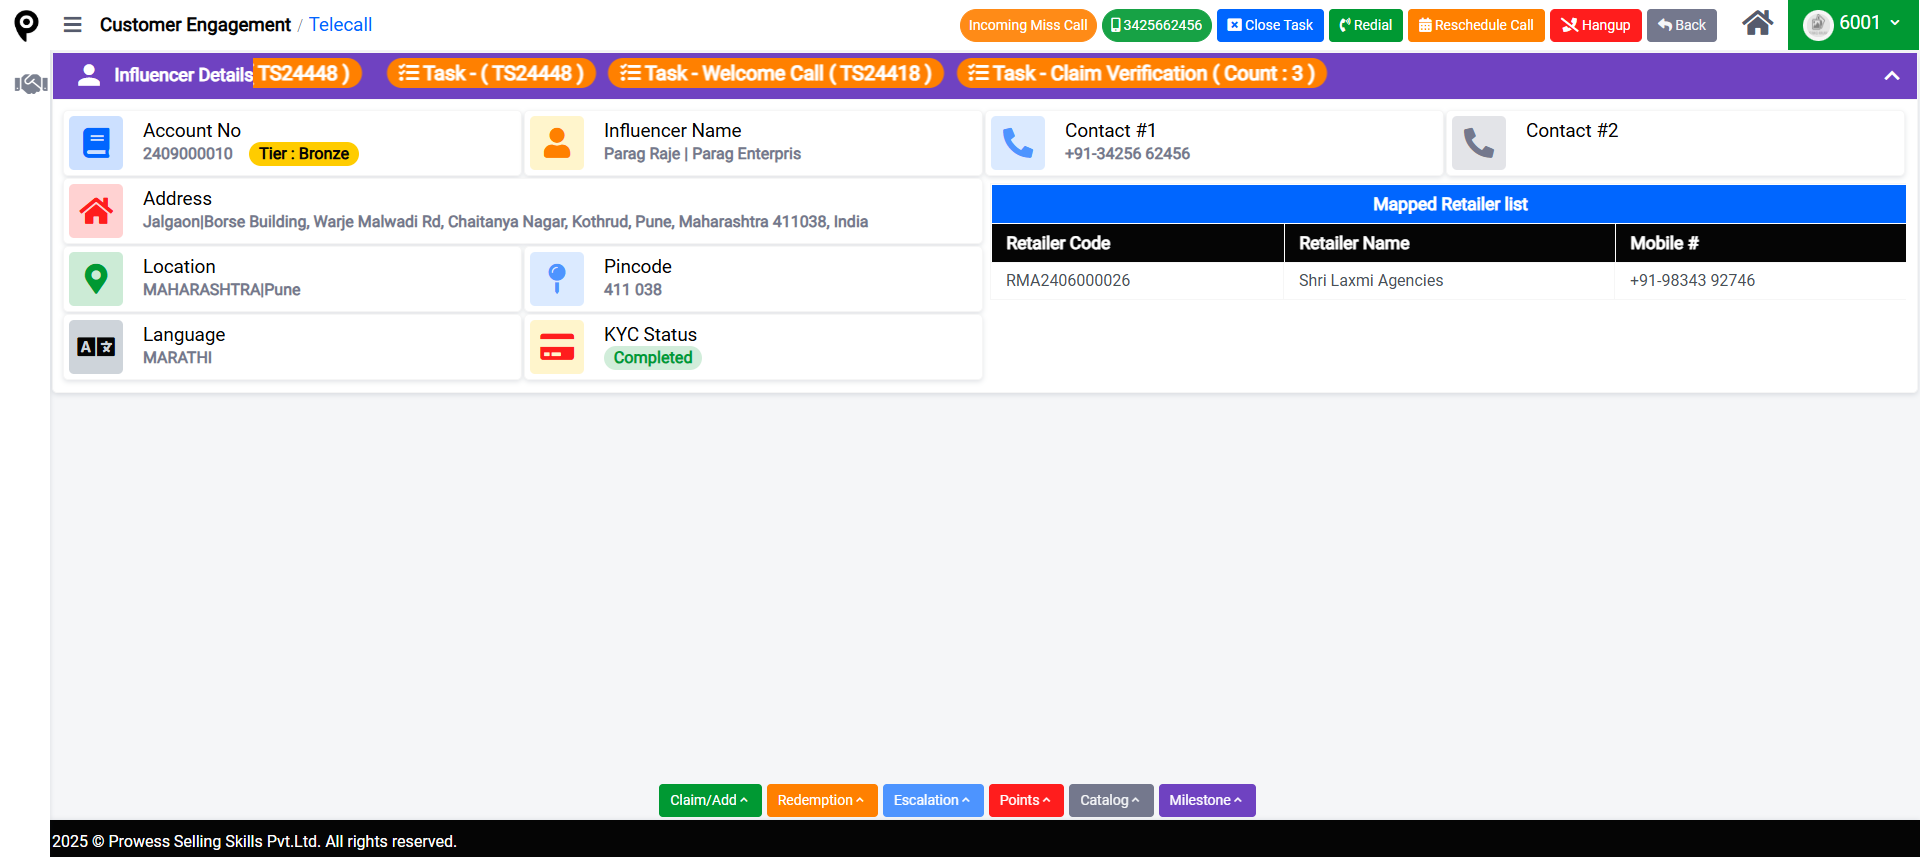 Customer Engagement / Telecall
Incoming Miss Call
3425662456
Close Task
Redial
Reschedule Call
Hangup
Back
6001
Influencer Details
TS24448 )
Task - ( TS24448 )
Task - Welcome Call ( TS24418 )
Task - Claim Verification ( Count : 3 )
Account No
2409000010 Tier : Bronze
Influencer Name
Parag Raje | Parag Enterpris
Contact #1
+91-34256 62456
Contact #2
Address
Jalgaon|Borse Building, Warje Malwadi Rd, Chaitanya Nagar, Kothrud, Pune, Maharashtra 411038, India
Mapped Retailer list
Retailer Code Retailer Name Mobile #
RMA2406000026 Shri Laxmi Agencies +91-98343 92746
Location
MAHARASHTRA|Pune
Pincode
411 038
Language
MARATHI
KYC Status
Completed
Claim/Add
Redemption
Escalation
Points
Catalog
Milestone
2025 © Prowess Selling Skills Pvt.Ltd. All rights reserved.